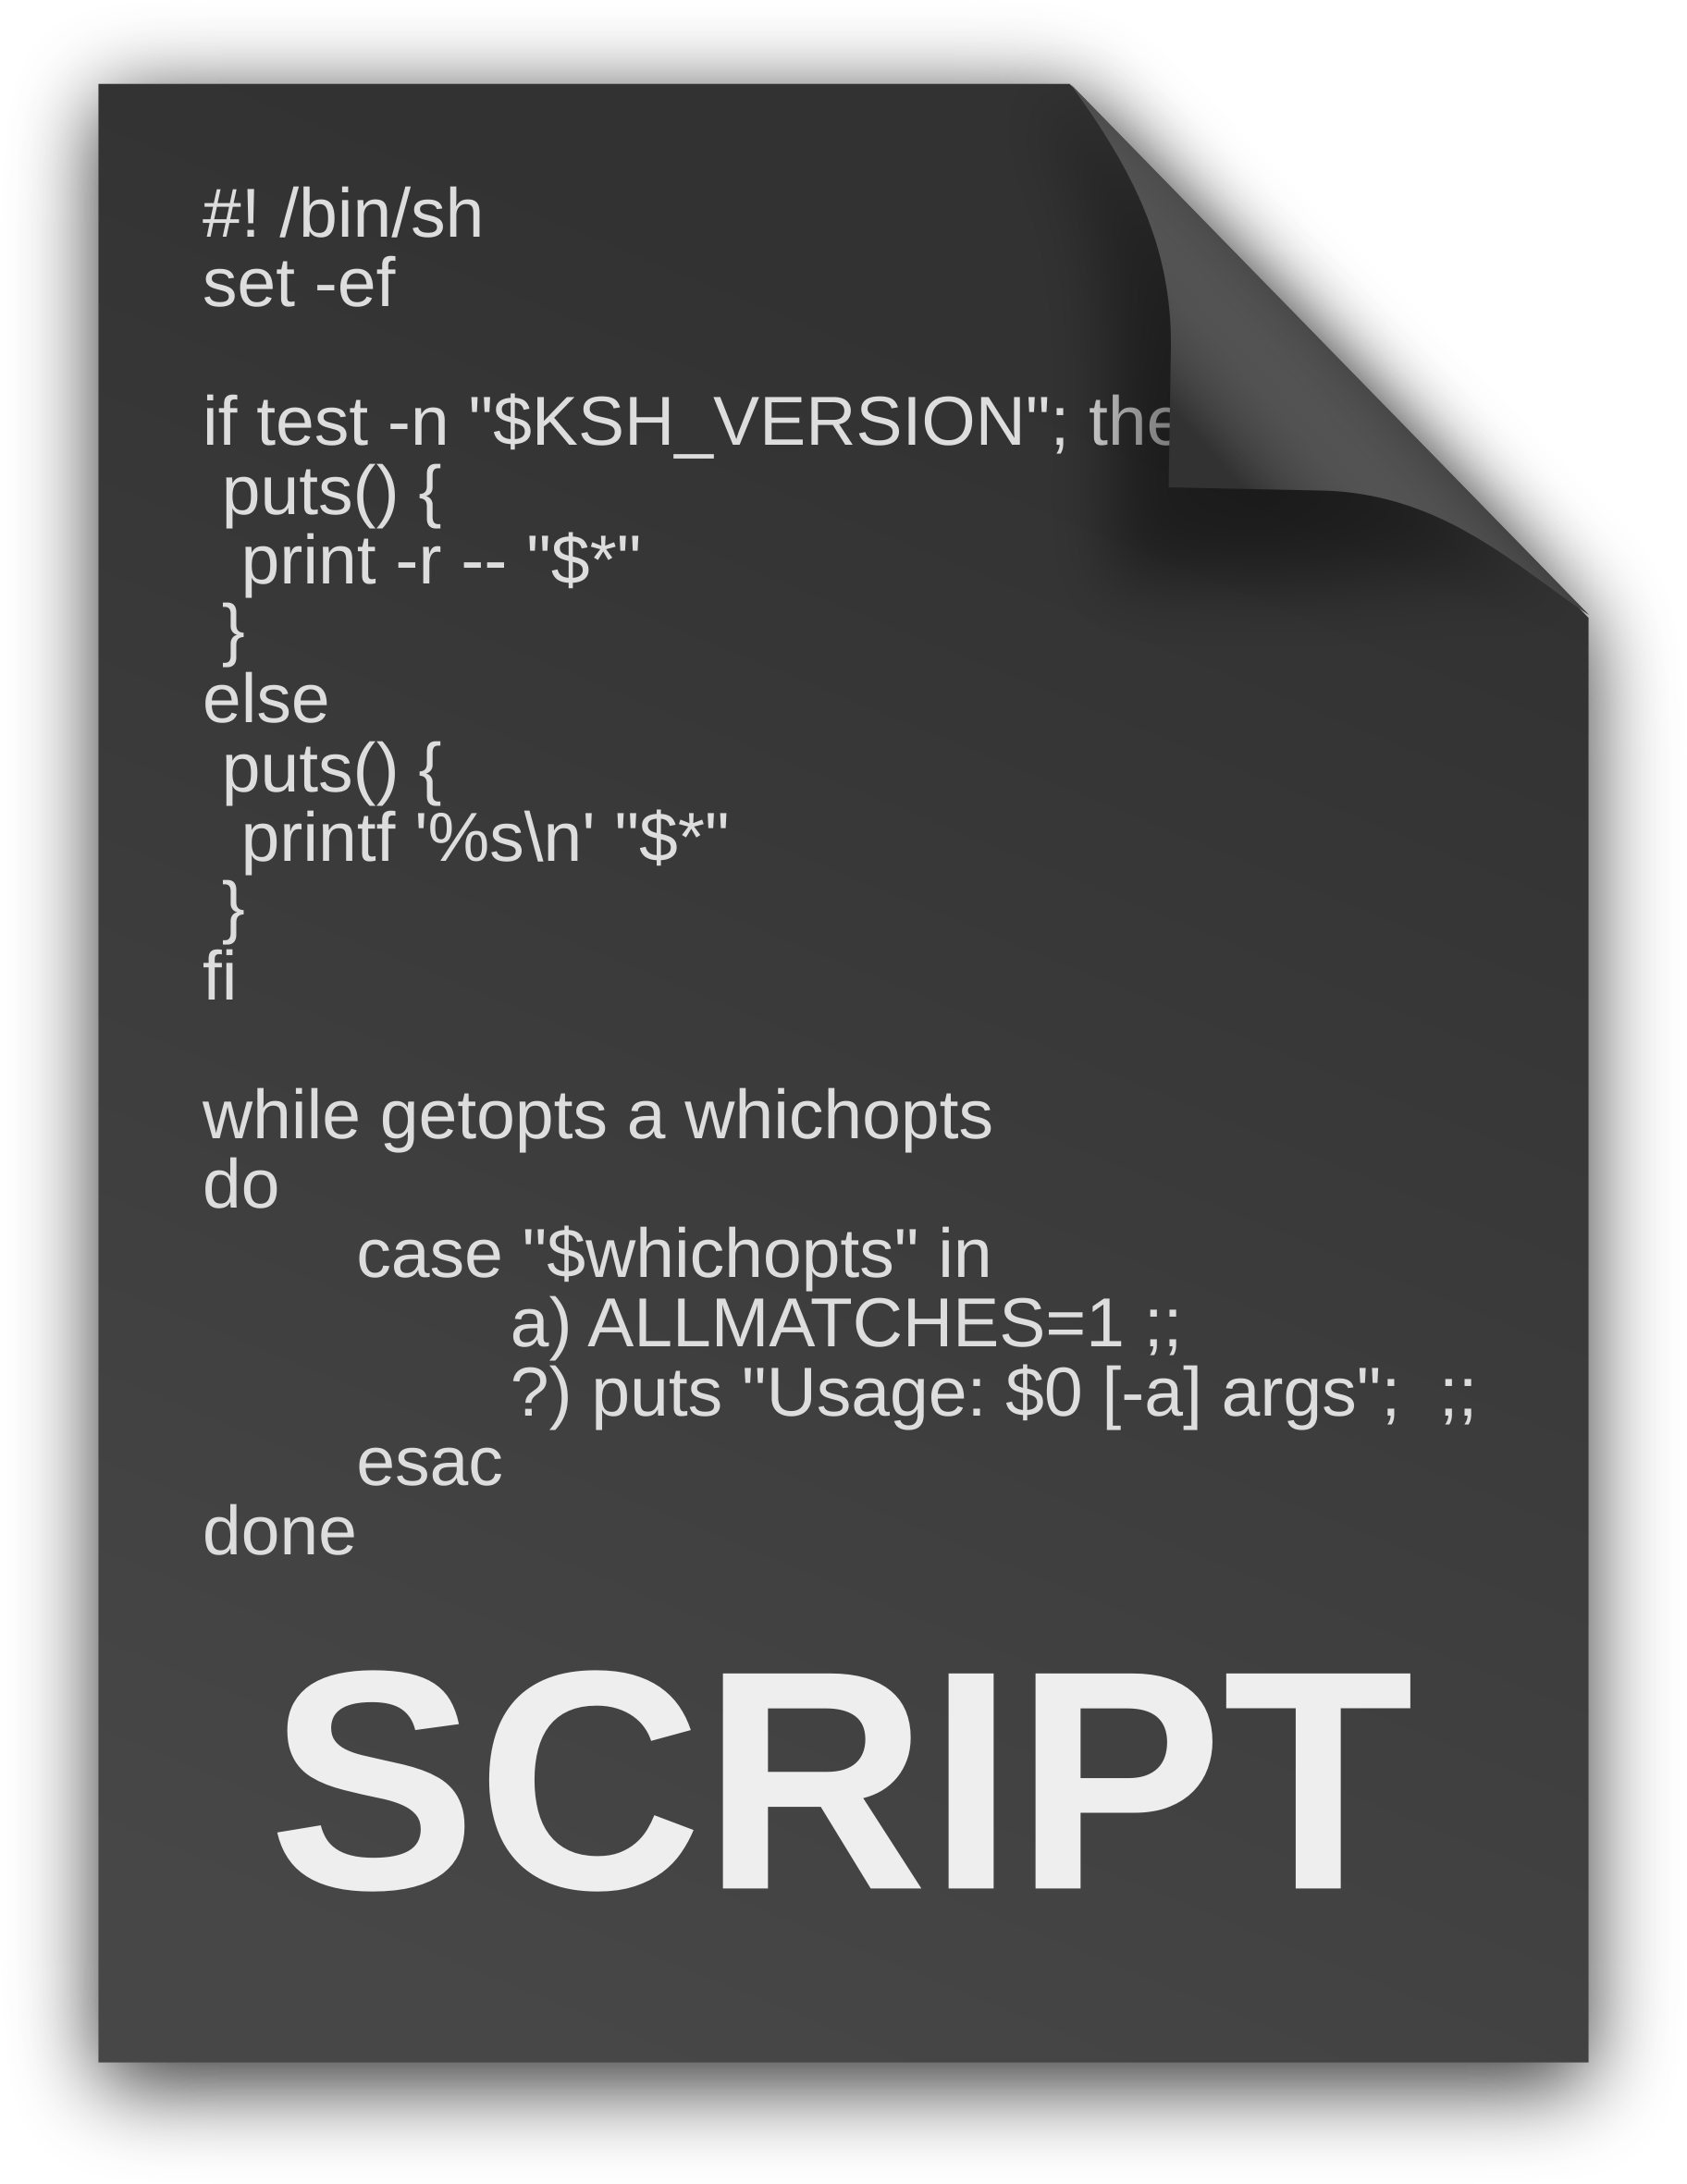 #! /bin/sh
set -ef
if test -n "$KSH_VERSION"; the
puts() {
print -r -- "$*"
}
else
puts() {
printf '%s\n' "$*"
}
fi
while getopts a whichopts
do
case "$whichopts" in
a) ALLMATCHES=1 ;;
?) puts "Usage: $0 [-a] args";  ;;
esac
done
SCRIPT